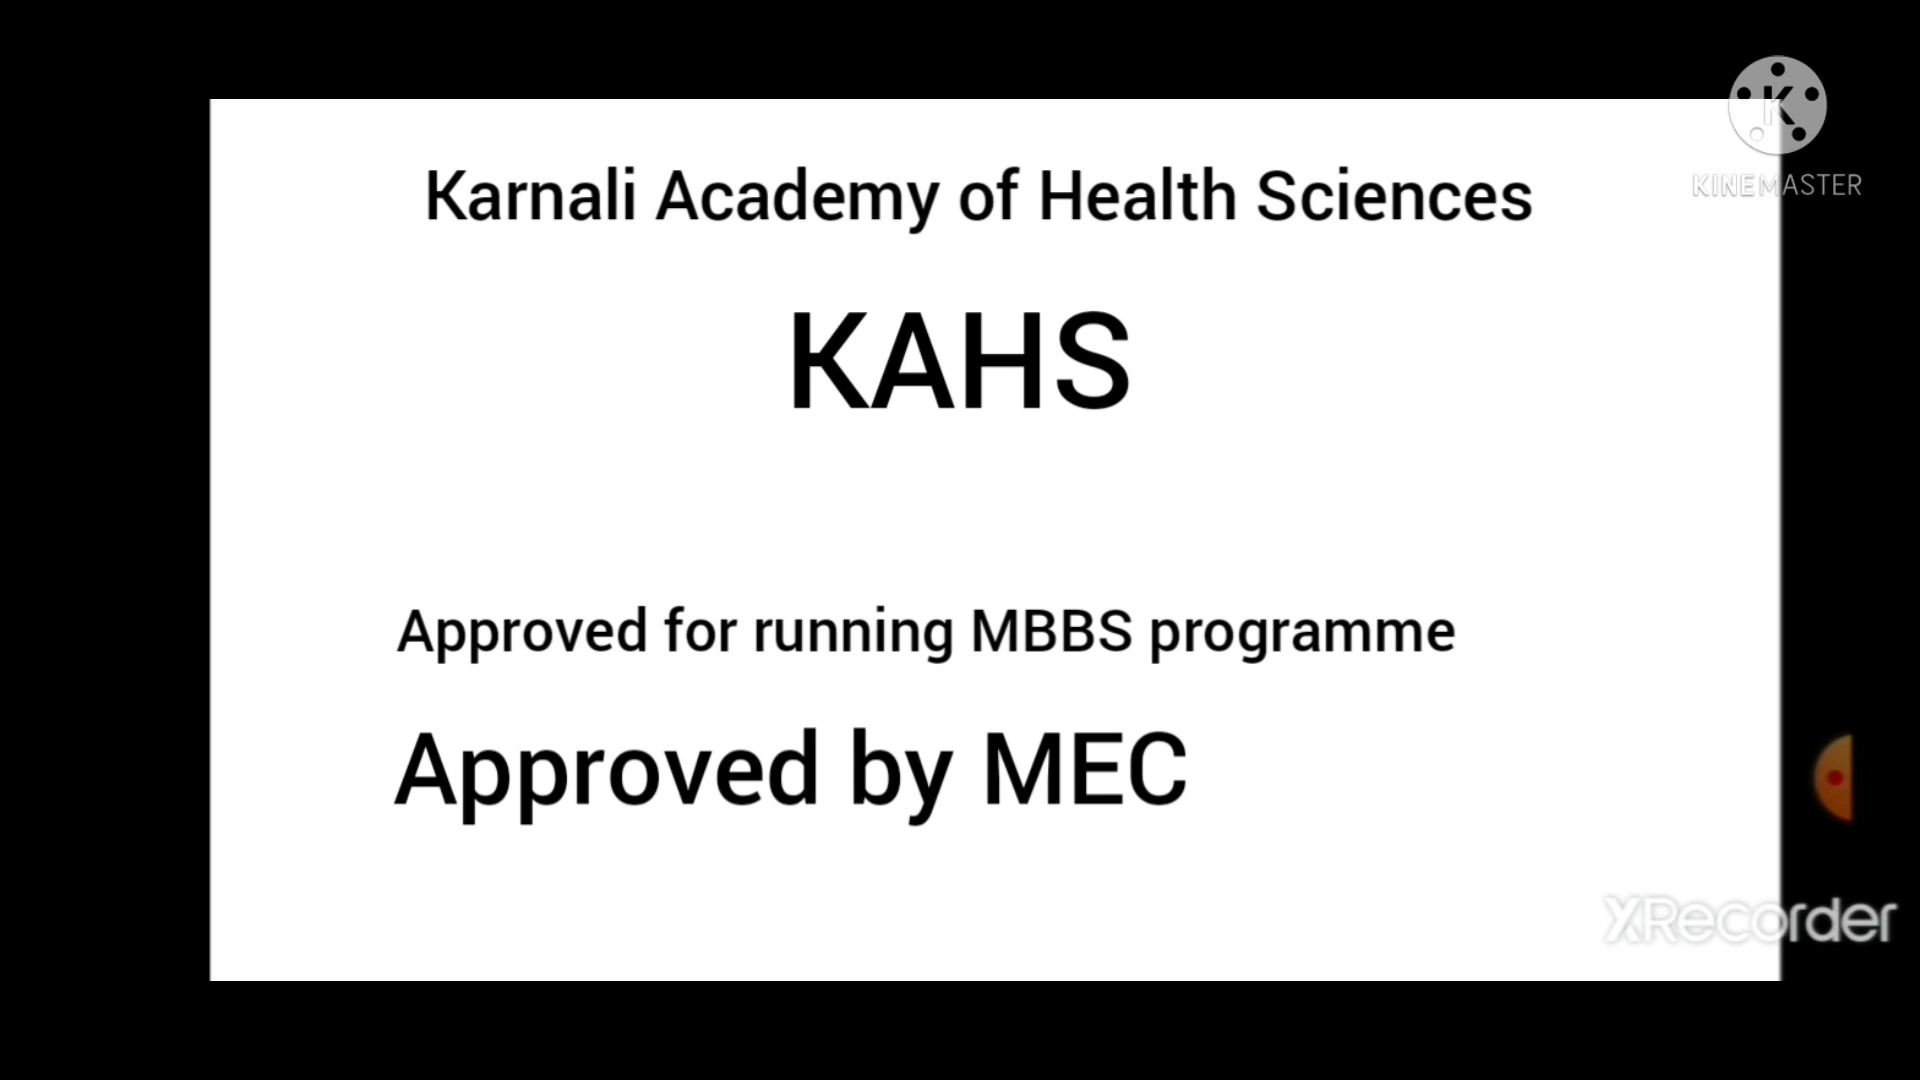 Karnali Academy of Health Sciences
K
KINEMASTER
KAHS
Approved for running MBBS programme
Approved by MEC
XRecorder